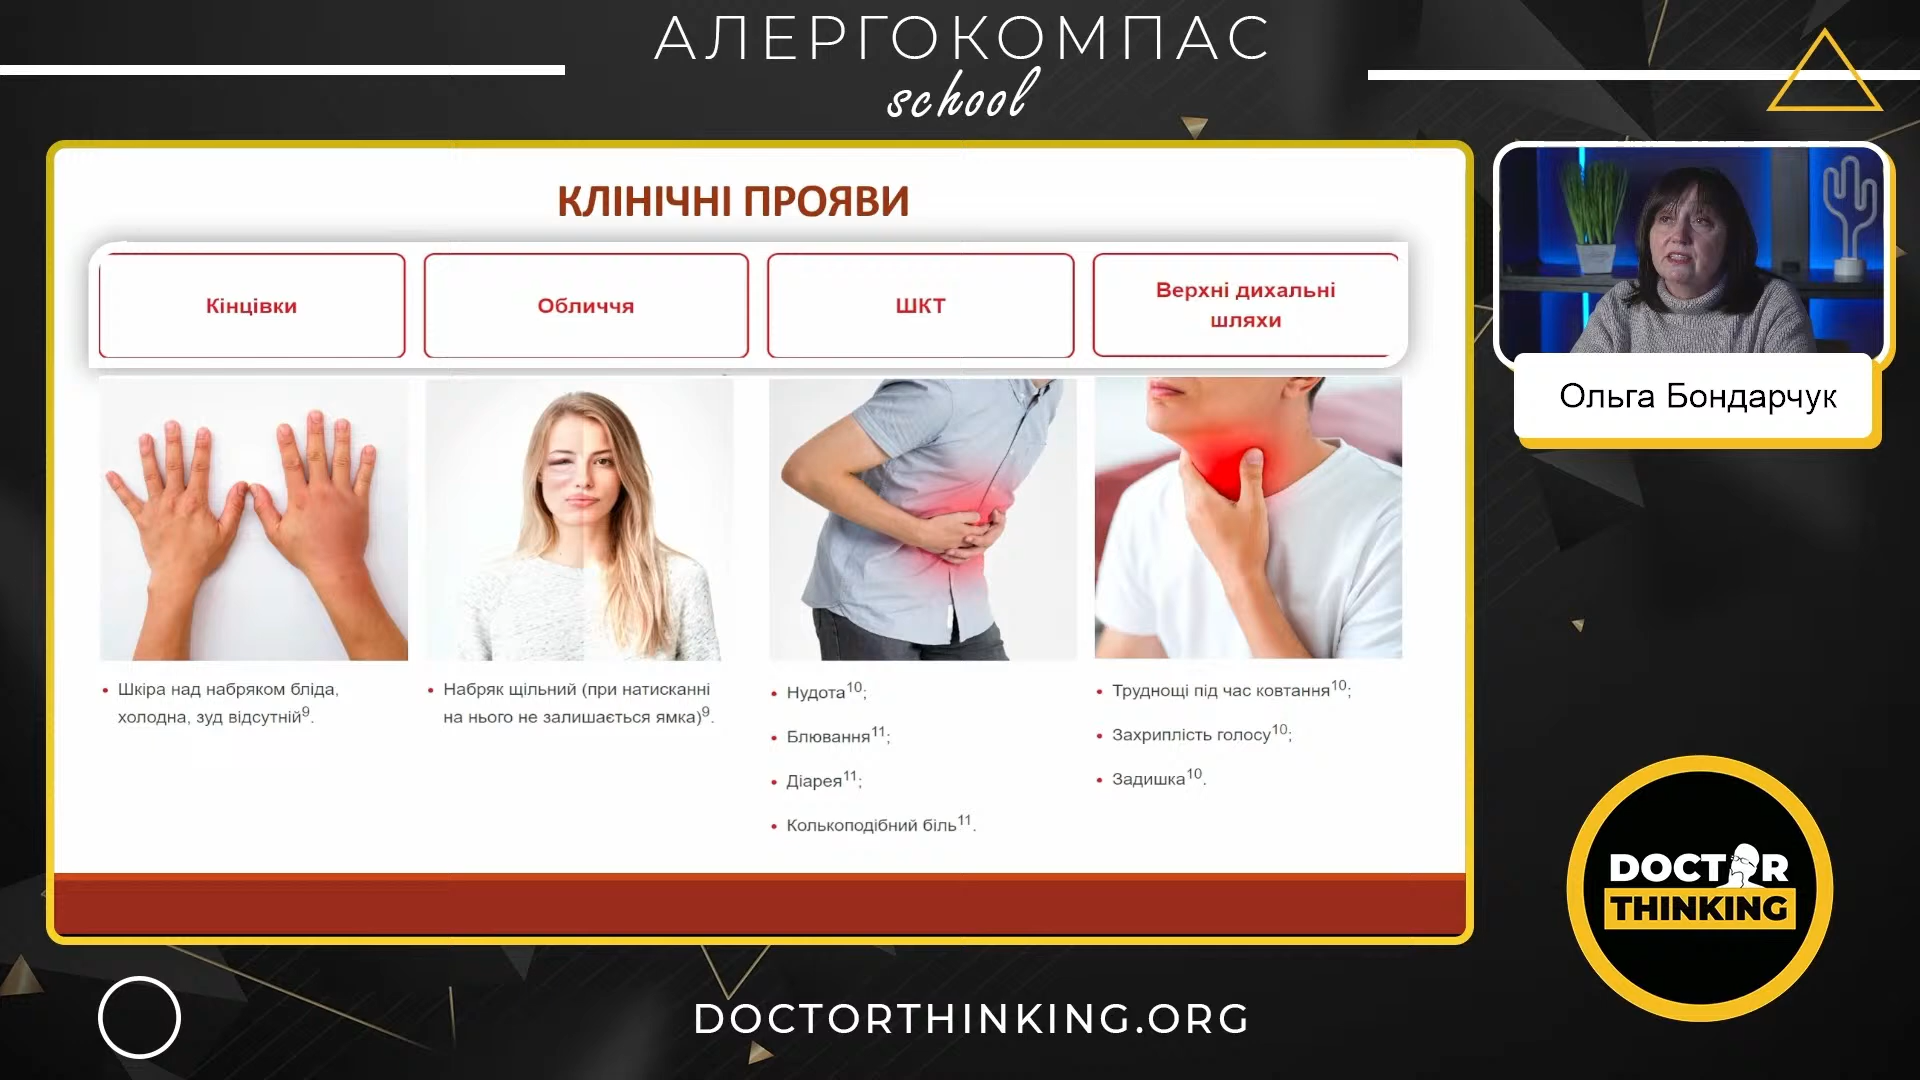 АЛЕРГОКОМПАС
school
КЛІНІЧНІ ПРОЯВИ
Кінцівки
Обличчя
ШКТ
Верхні дихальні
шляхи
• Шкіра над набряком бліда,
холодна, зуд відсутній⁹.
• Набряк щільний (при натисканні
на нього не залишається ямка)⁹.
• Нудота¹⁰;
• Блювання¹¹;
• Діарея¹¹;
• Колькоподібний біль¹¹.
• Труднощі під час ковтання¹⁰;
• Захриплість голосу¹⁰;
• Задишка¹⁰.
Ольга Бондарчук
DOCTOR
THINKING
DOCTORTHINKING.ORG